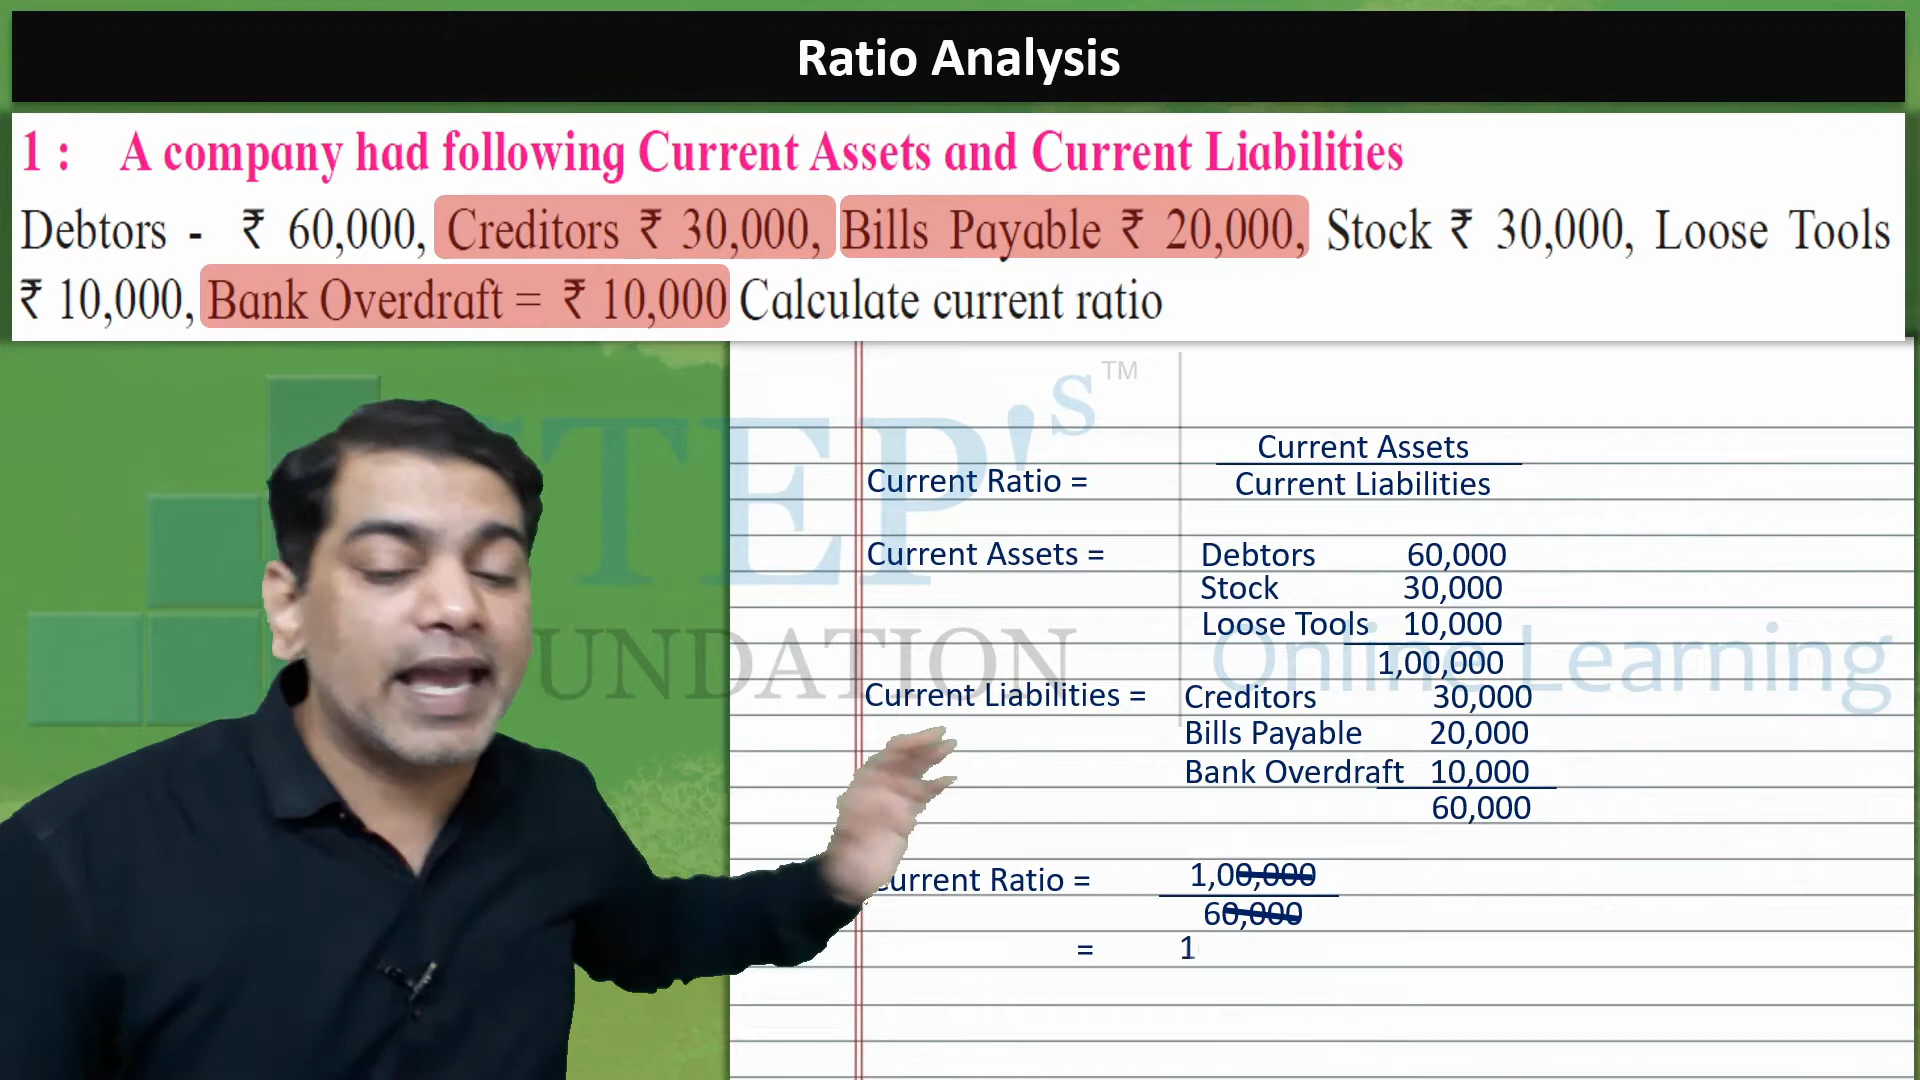 Ratio Analysis
1 : A company had following Current Assets and Current Liabilities
Debtors - ₹ 60,000, Creditors ₹ 30,000, Bills Payable ₹ 20,000, Stock ₹ 30,000, Loose Tools
₹ 10,000, Bank Overdraft = ₹ 10,000 Calculate current ratio
TEP's TM
UNDATION Online Learning
Current Ratio = Current Assets
Current Liabilities
Current Assets = Debtors 60,000
Stock 30,000
Loose Tools 10,000
1,00,000
Current Liabilities = Creditors 30,000
Bills Payable 20,000
Bank Overdraft 10,000
60,000
urrent Ratio = 1,00,000
60,000
= 1